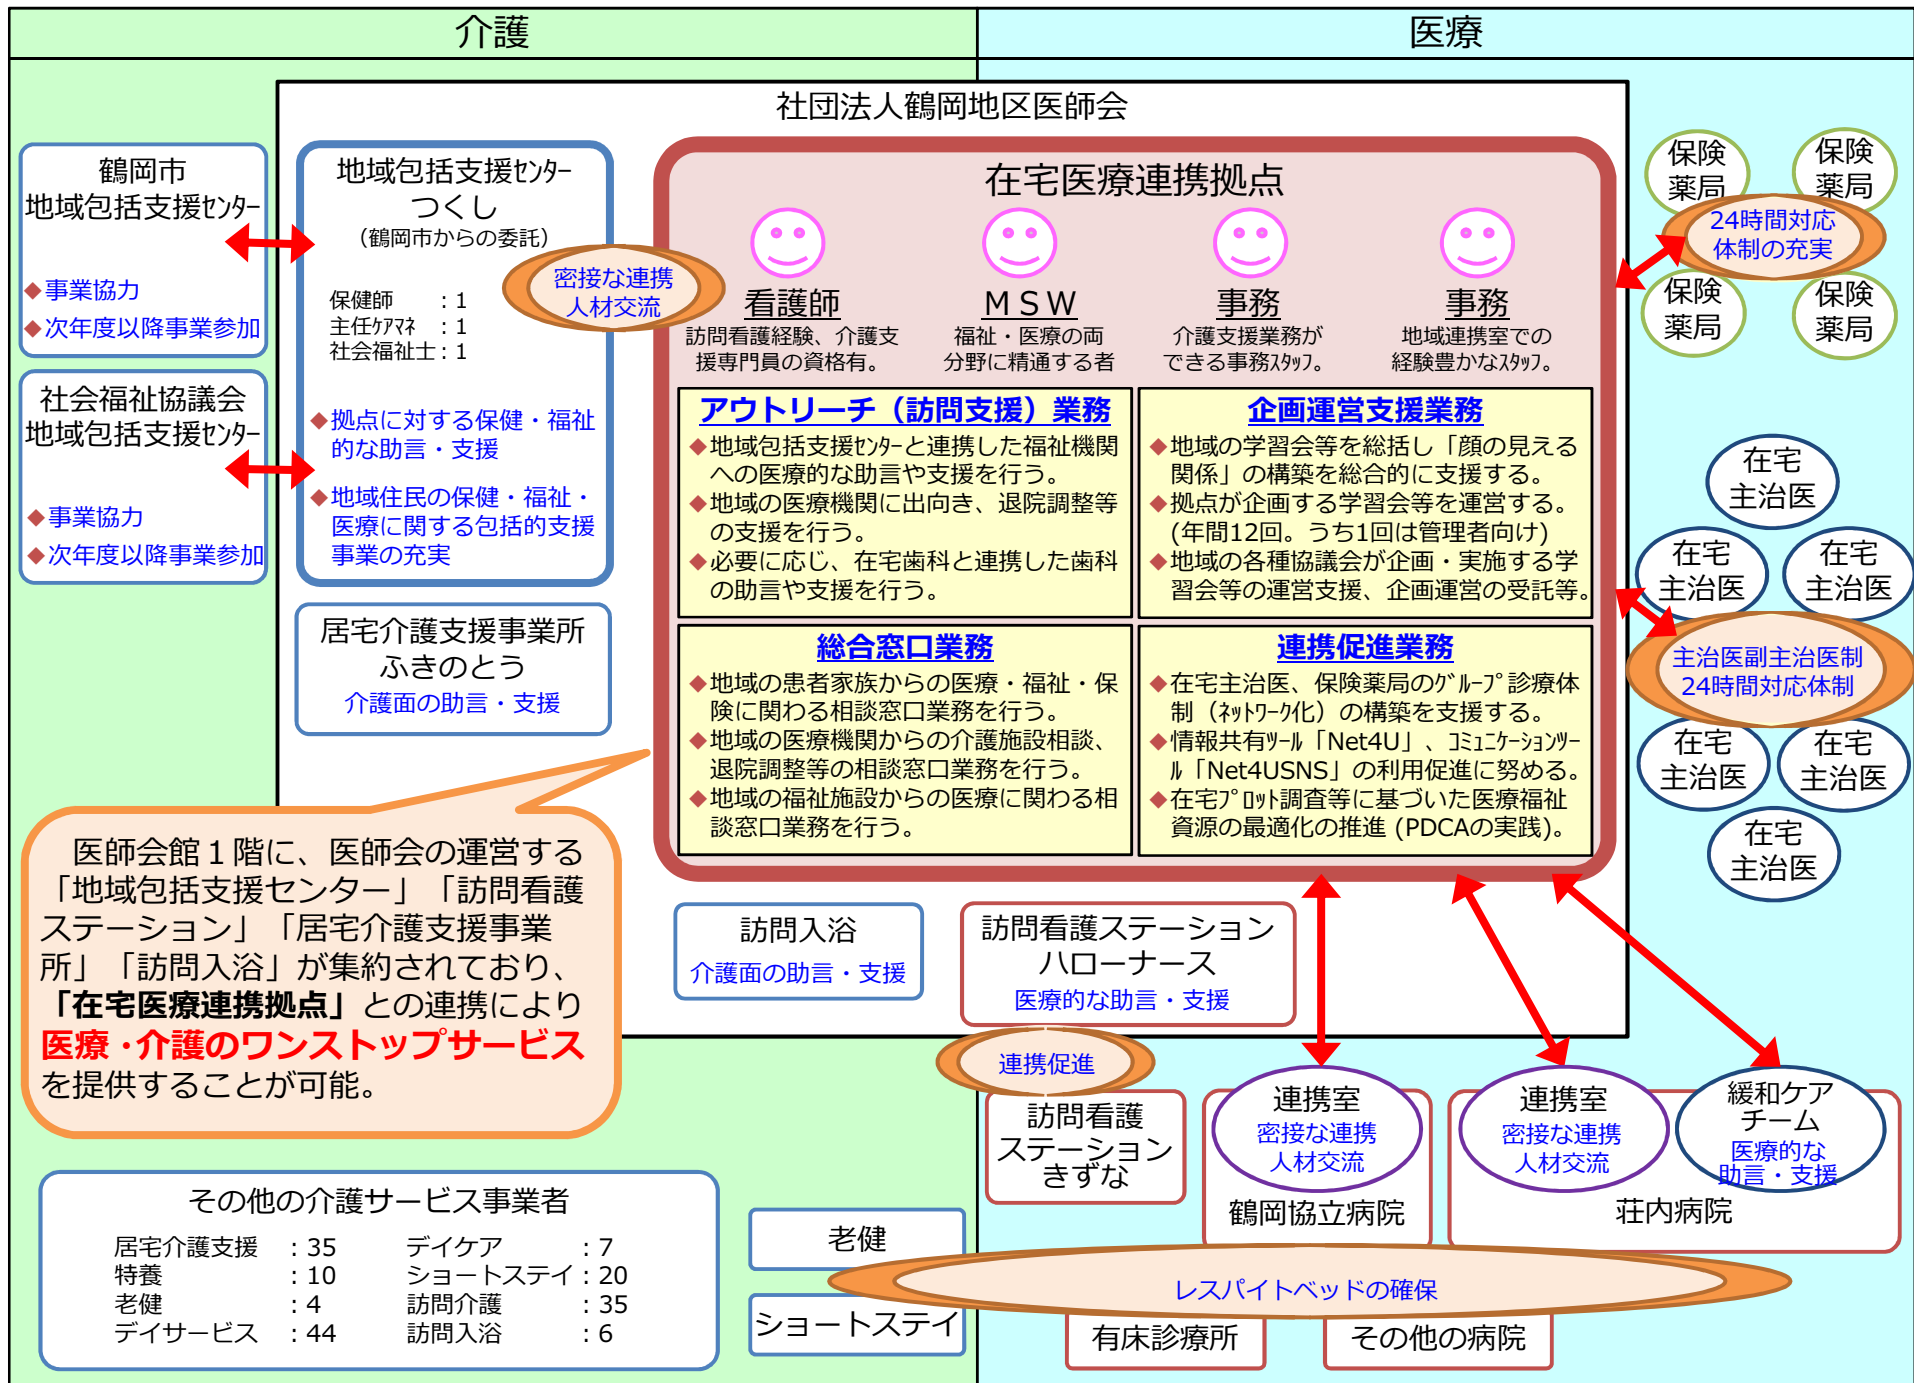 介護
医療
社団法人鶴岡地区医師会
鶴岡市
地域包括支援ｾﾝﾀｰ
◆事業協力
◆次年度以降事業参加
社会福祉協議会
地域包括支援ｾﾝﾀｰ
◆事業協力
◆次年度以降事業参加
地域包括支援ｾﾝﾀｰ
つくし
（鶴岡市からの委託）
保健師　：1
主任ｹｱﾏﾈ　：1
社会福祉士：1
◆拠点に対する保健・福祉
的な助言・支援
◆地域住民の保健・福祉・
医療に関する包括的支援
事業の充実
密接な連携
人材交流
居宅介護支援事業所
ふきのとう
介護面の助言・支援
在宅医療連携拠点
看護師
訪問看護経験、介護支
援専門員の資格有。
ＭＳＷ
福祉・医療の両
分野に精通する者
事務
介護支援業務が
できる事務ｽﾀｯﾌ。
事務
地域連携室での
経験豊かなｽﾀｯﾌ。
アウトリーチ（訪問支援）業務
◆地域包括支援ｾﾝﾀｰと連携した福祉機関
への医療的な助言や支援を行う。
◆地域の医療機関に出向き、退院調整等
の支援を行う。
◆必要に応じ、在宅歯科と連携した歯科
の助言や支援を行う。
企画運営支援業務
◆地域の学習会等を総括し「顔の見える
関係」の構築を総合的に支援する。
◆拠点が企画する学習会等を運営する。
(年間12回。うち1回は管理者向け)
◆地域の各種協議会が企画・実施する学
習会等の運営支援、企画運営の受託等。
総合窓口業務
◆地域の患者家族からの医療・福祉・保
険に関わる相談窓口業務を行う。
◆地域の医療機関からの介護施設相談、
退院調整等の相談窓口業務を行う。
◆地域の福祉施設からの医療に関わる相
談窓口業務を行う。
連携促進業務
◆在宅主治医、保険薬局のｸﾞﾙｰﾌﾟ診療体
制（ﾈｯﾄﾜｰｸ化）の構築を支援する。
◆情報共有ﾂｰﾙ「Net4U」、ｺﾐｭﾆｹｰｼｮﾝﾂｰ
ﾙ「Net4USNS」の利用促進に努める。
◆在宅ﾌﾟﾛｯﾄ調査等に基づいた医療福祉
資源の最適化の推進 (PDCAの実践)。
保険
薬局
保険
薬局
24時間対応
体制の充実
保険
薬局
保険
薬局
在宅
主治医
在宅
主治医
在宅
主治医
主治医副主治医制
24時間対応体制
在宅
主治医
在宅
主治医
在宅
主治医
医師会館１階に、医師会の運営する
「地域包括支援センター」「訪問看護
ステーション」「居宅介護支援事業
所」「訪問入浴」が集約されており、
「在宅医療連携拠点」との連携により
医療・介護のワンストップサービス
を提供することが可能。
訪問入浴
介護面の助言・支援
訪問看護ステーション
ハローナース
医療的な助言・支援
連携促進
訪問看護
ステーション
きずな
連携室
密接な連携
人材交流
鶴岡協立病院
連携室
密接な連携
人材交流
緩和ケア
チーム
医療的な
助言・支援
荘内病院
その他の介護サービス事業者
居宅介護支援　：35　デイケア　：7
特養　：10　ショートステイ：20
老健　：4　訪問介護　：35
デイサービス　：44　訪問入浴　：6
老健
ショートステイ
レスパイトベッドの確保
有床診療所
その他の病院